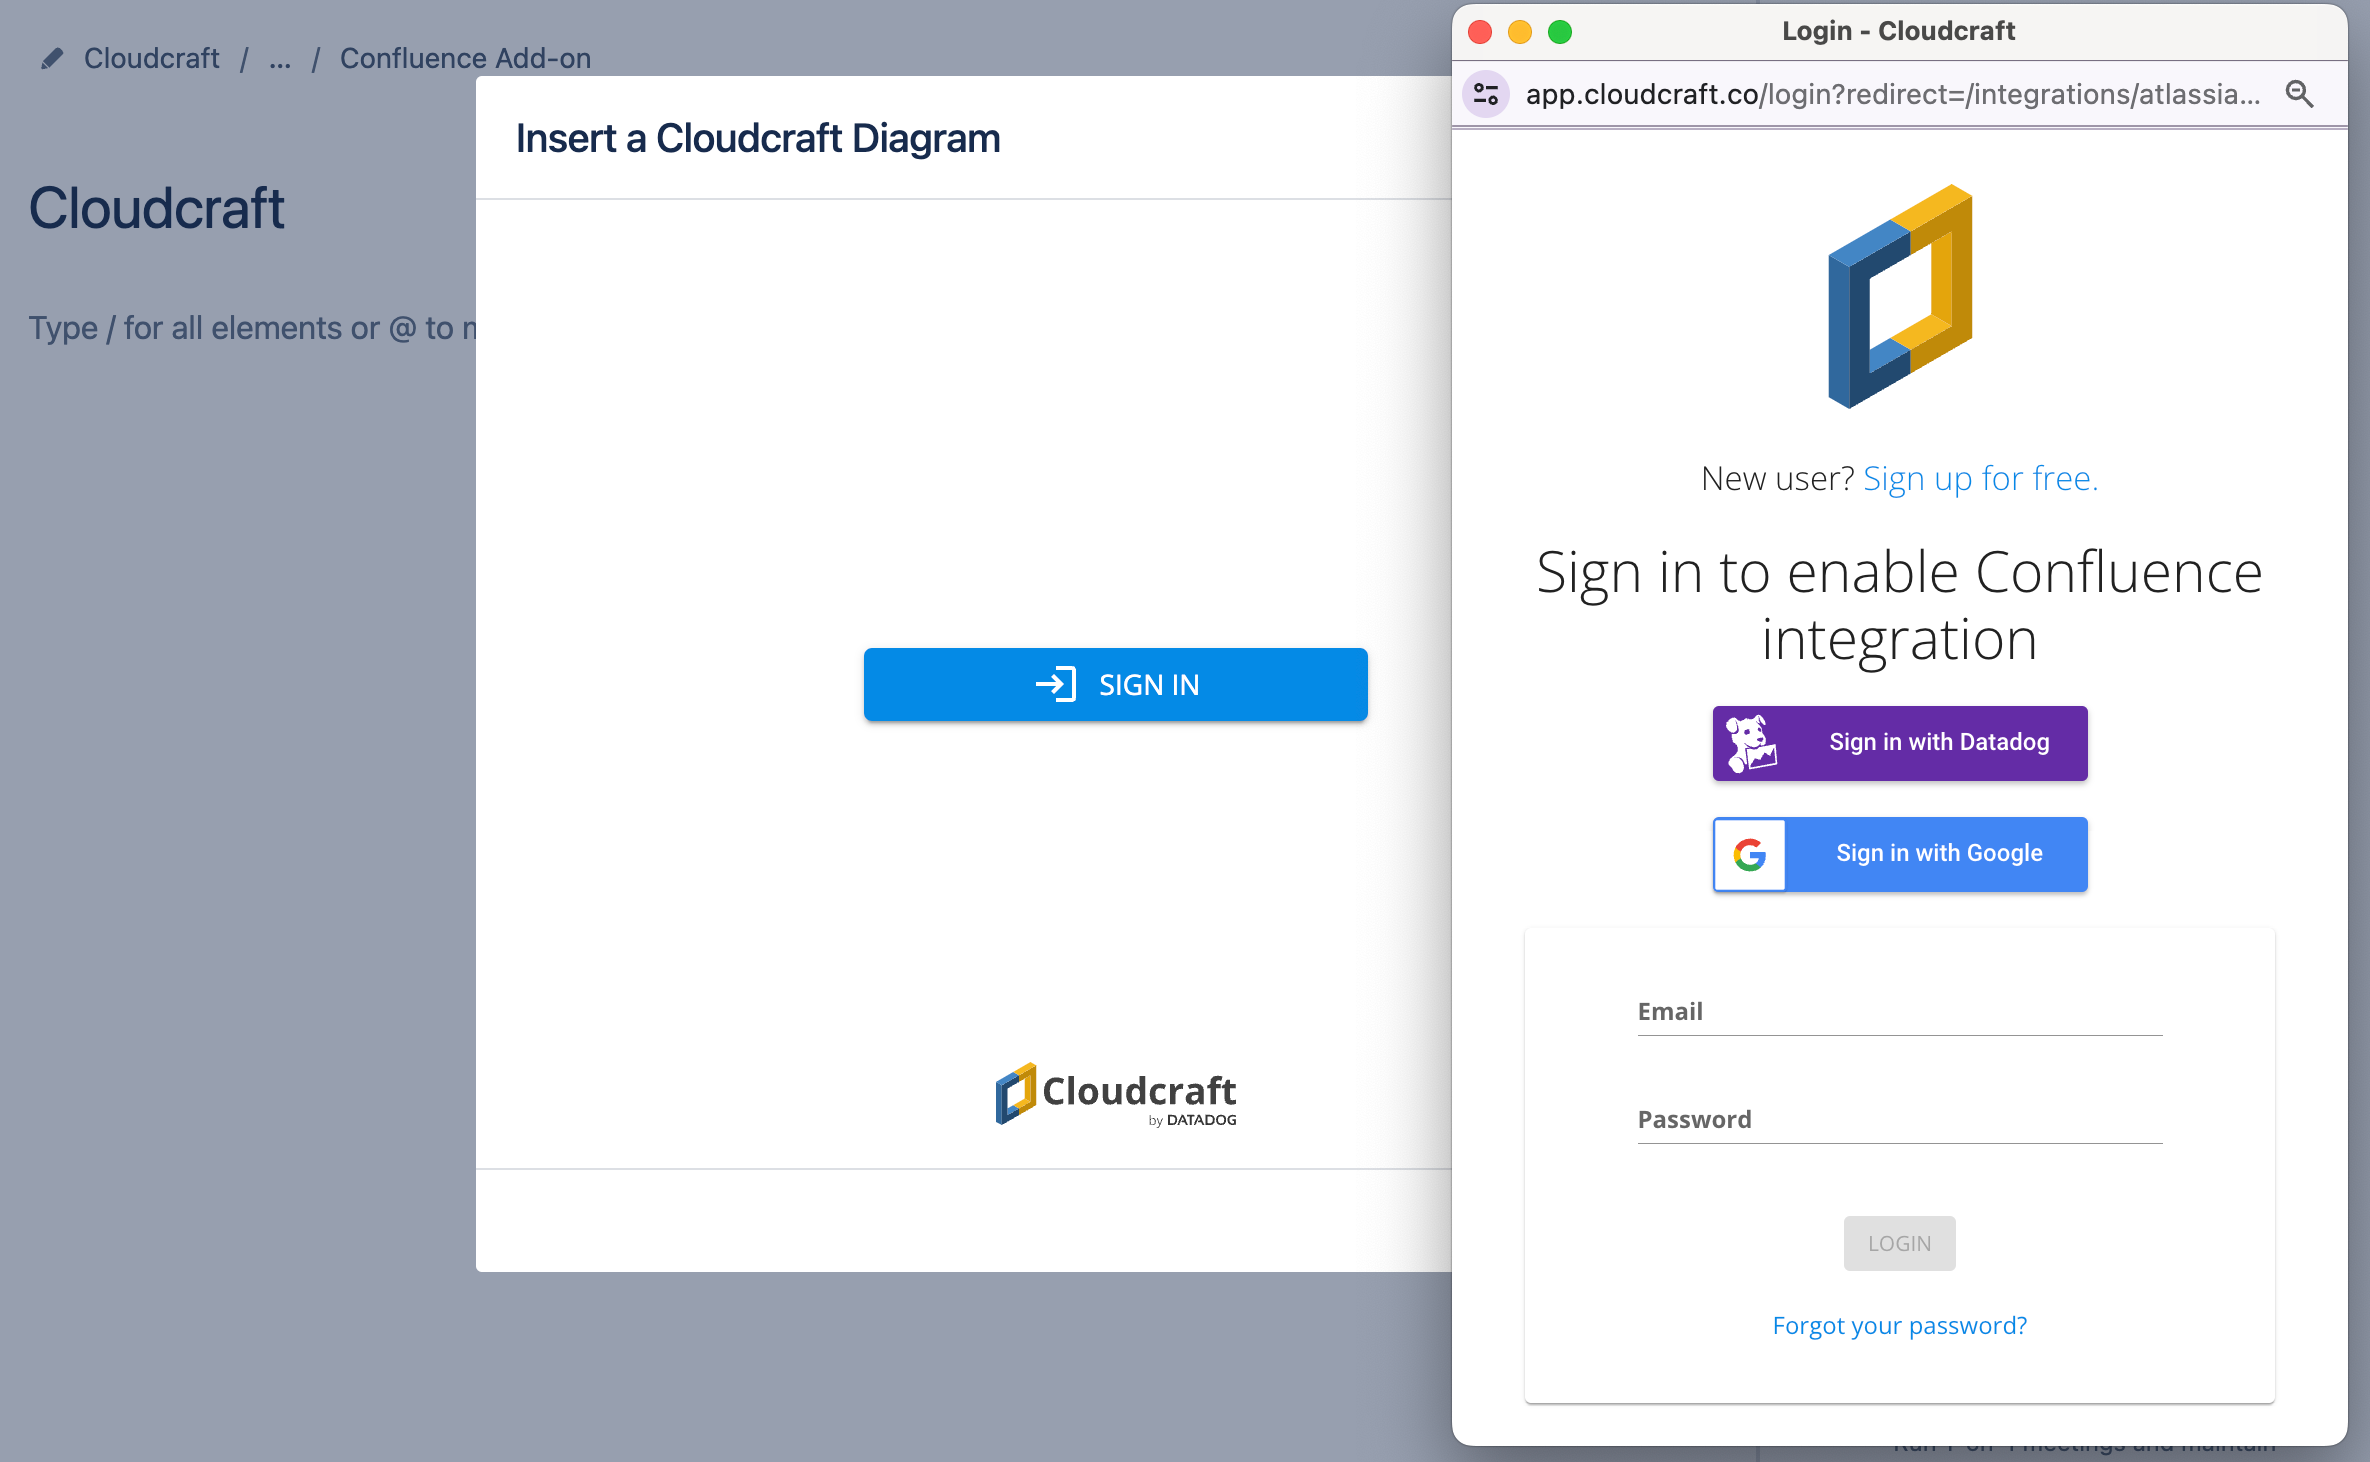 Cloudcraft / ... / Confluence Add-on
Cloudcraft
Type / for all elements or @ to
Insert a Cloudcraft Diagram
SIGN IN
Cloudcraft
by DATADOG
Login - Cloudcraft
app.cloudcraft.co/login?redirect=/integrations/atlassia...
New user? Sign up for free.
Sign in to enable Confluence
integration
Sign in with Datadog
Sign in with Google
Email
Password
LOGIN
Forgot your password?